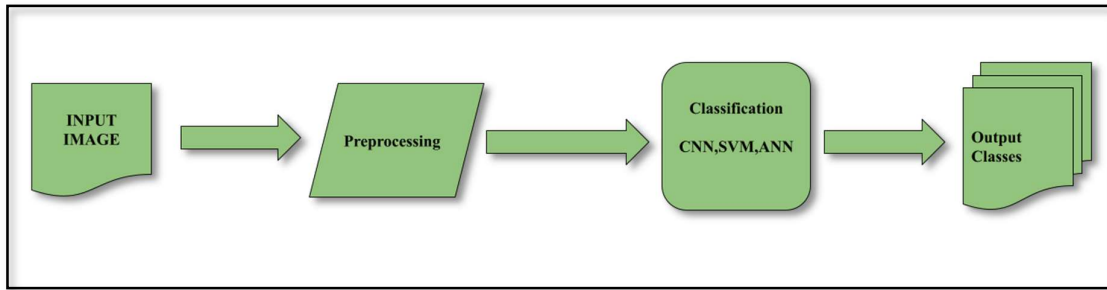 INPUT
IMAGE
Preprocessing
Classification
CNN,SVM,ANN
Output
Classes